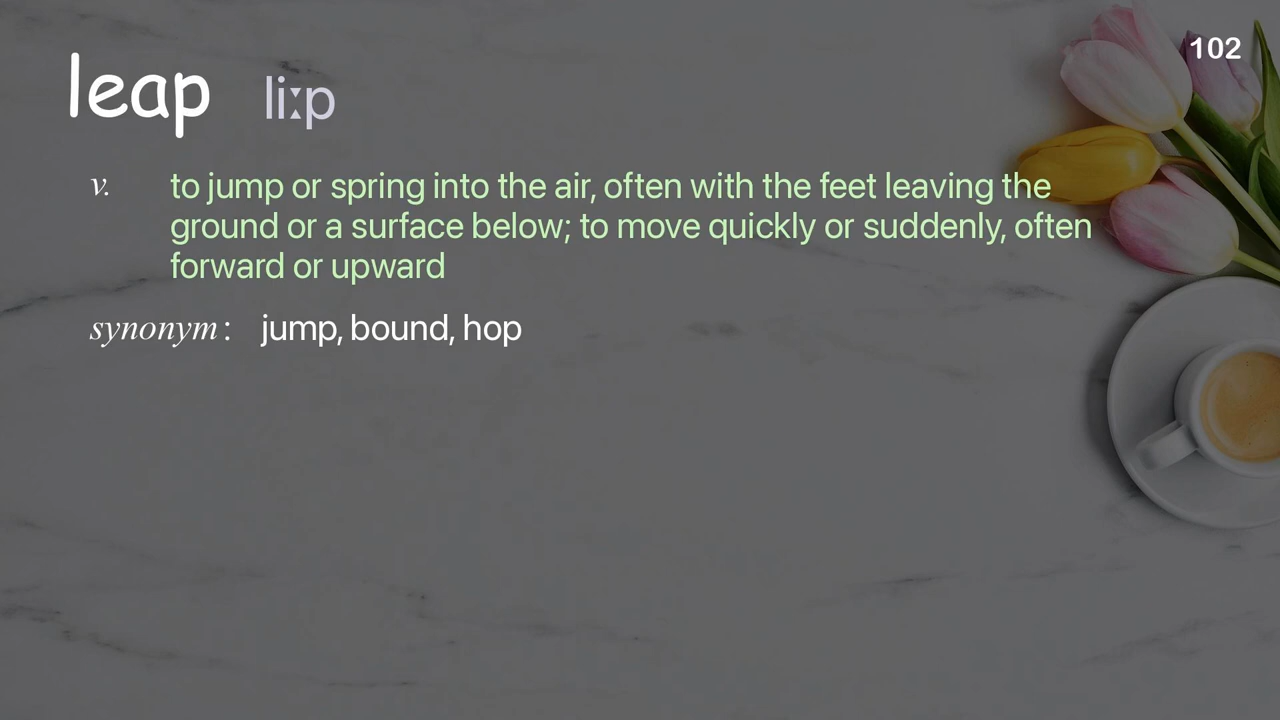 102
leap liːp
v. to jump or spring into the air, often with the feet leaving the
ground or a surface below; to move quickly or suddenly, often
forward or upward
synonym: jump, bound, hop